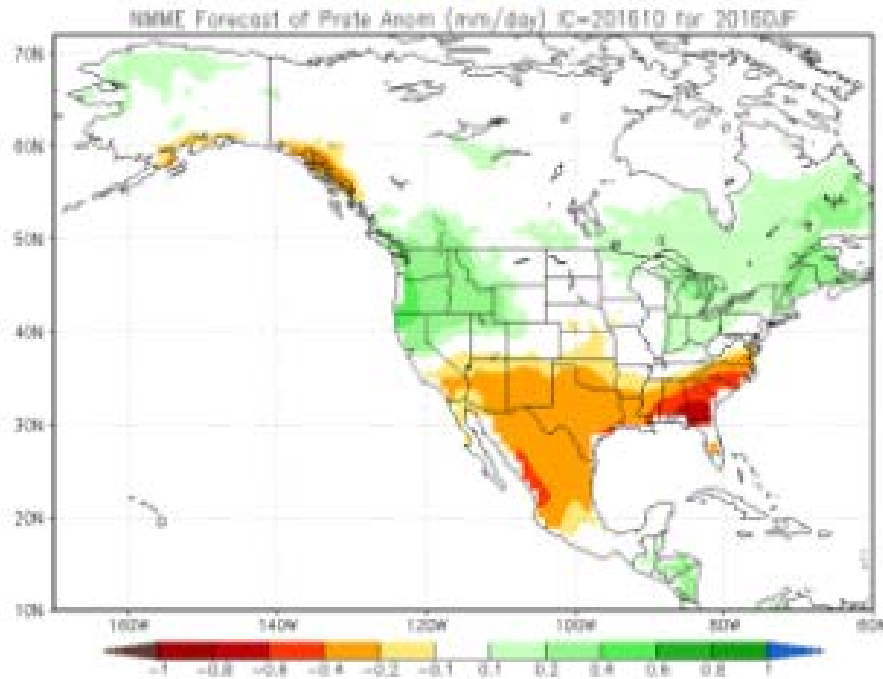 NMME Forecast of Prate Anom (mm/day) IC=201610 for 2016DJF
70N
60N
50N
40N
30N
20N
10N
160W 140W 120W 100W 80W 60W
-1 -0.8 -0.6 -0.4 -0.2 -0.1 0.1 0.2 0.4 0.6 0.8 1